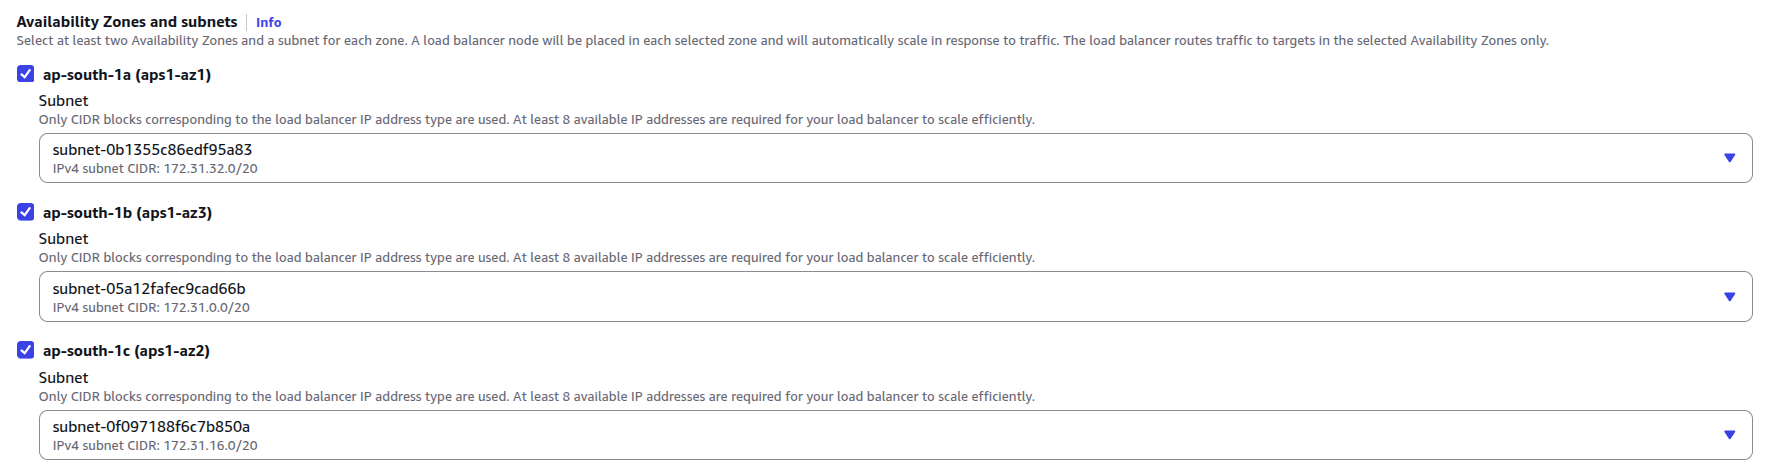 Availability Zones and subnets Info
Select at least two Availability Zones and a subnet for each zone. A load balancer node will be placed in each selected zone and will automatically scale in response to traffic. The load balancer routes traffic to targets in the selected Availability Zones only.
ap-south-1a (aps1-az1)
Subnet
Only CIDR blocks corresponding to the load balancer IP address type are used. At least 8 available IP addresses are required for your load balancer to scale efficiently.
subnet-0b1355c86edf95a83
IPv4 subnet CIDR: 172.31.32.0/20
ap-south-1b (aps1-az3)
Subnet
Only CIDR blocks corresponding to the load balancer IP address type are used. At least 8 available IP addresses are required for your load balancer to scale efficiently.
subnet-05a12fafec9cad66b
IPv4 subnet CIDR: 172.31.0.0/20
ap-south-1c (aps1-az2)
Subnet
Only CIDR blocks corresponding to the load balancer IP address type are used. At least 8 available IP addresses are required for your load balancer to scale efficiently.
subnet-0f097188f6c7b850a
IPv4 subnet CIDR: 172.31.16.0/20